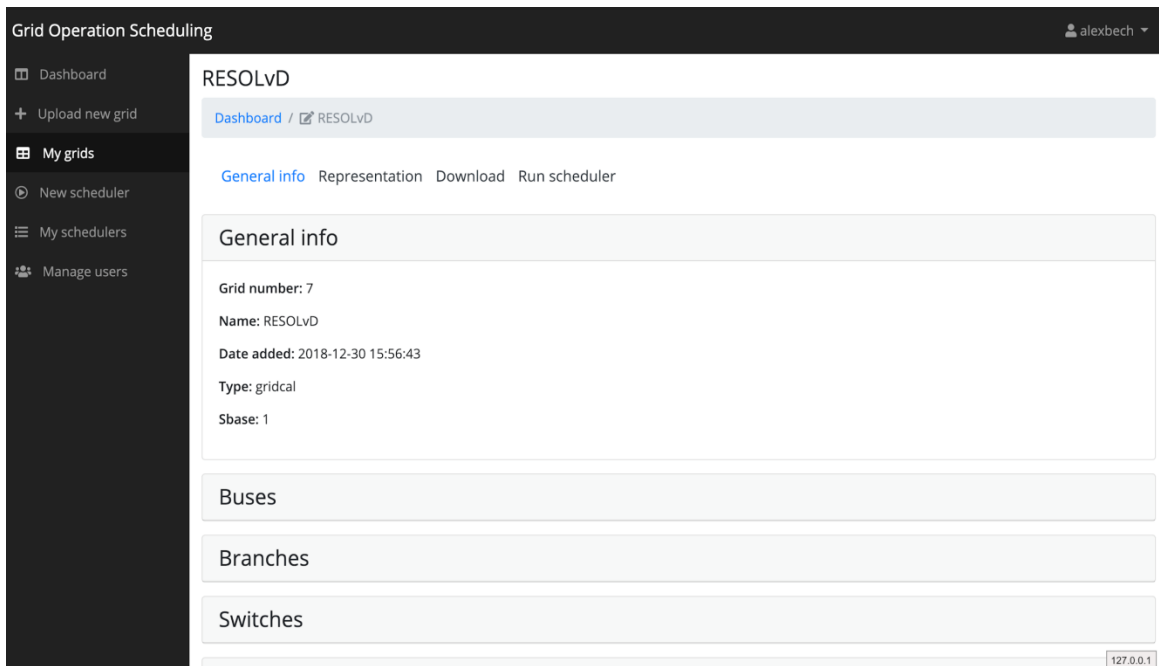 Grid Operation Scheduling
alexbech
Dashboard
Upload new grid
My grids
New scheduler
My schedulers
Manage users
RESOLvD
Dashboard / RESOLvD
General info Representation Download Run scheduler
General info
Grid number: 7
Name: RESOLvD
Date added: 2018-12-30 15:56:43
Type: gridcal
Sbase: 1
Buses
Branches
Switches
127.0.0.1